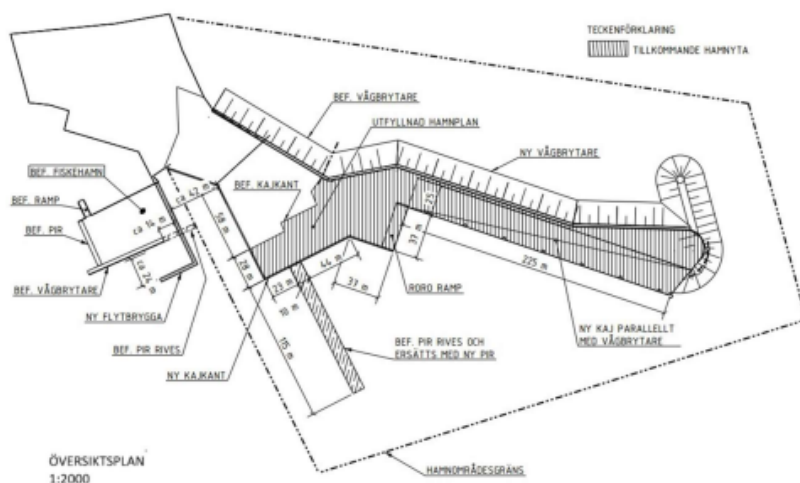 TECKENFÖRKLARING
TILLKOMMANDE HAMNYTA
BEF. VÅGBRYTARE
UTFYLLNAD HAMNPLAN
NY VÅGBRYTARE
BEF. KAJKANT
BEF. FISKEHAMN
BEF. RAMP
BEF. PIR
ca 42 m
ca 14 m
58 m
25
37 m
28 m
44 m
225 m
BEF. VÅGBRYTARE
ca 24 m
23 m
37 m
RORO RAMP
10 m
NY FLYTBRYGGA
115 m
NY KAJ PARALLELLT
MED VÅGBRYTARE
BEF. PIR RIVES
BEF. PIR RIVES OCH
ERSÄTTS MED NY PIR
NY KAJKANT
ÖVERSIKTSPLAN
1:2000
HAMNOMRÅDESGRÄNS